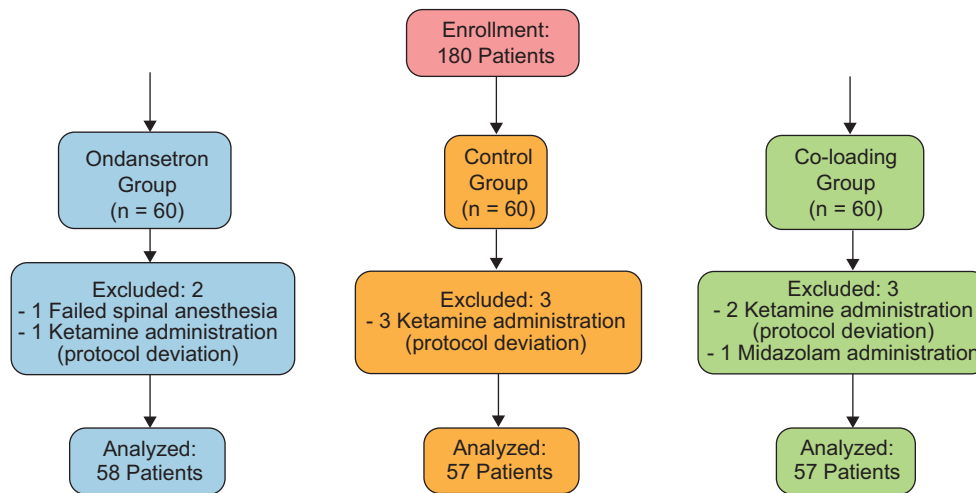 Enrollment:
180 Patients
Ondansetron
Group
(n = 60)
Control
Group
(n = 60)
Co-loading
Group
(n = 60)
Excluded: 2
- 1 Failed spinal anesthesia
- 1 Ketamine administration
(protocol deviation)
Excluded: 3
- 3 Ketamine administration
(protocol deviation)
Excluded: 3
- 2 Ketamine administration
(protocol deviation)
- 1 Midazolam administration
Analyzed:
58 Patients
Analyzed:
57 Patients
Analyzed:
57 Patients